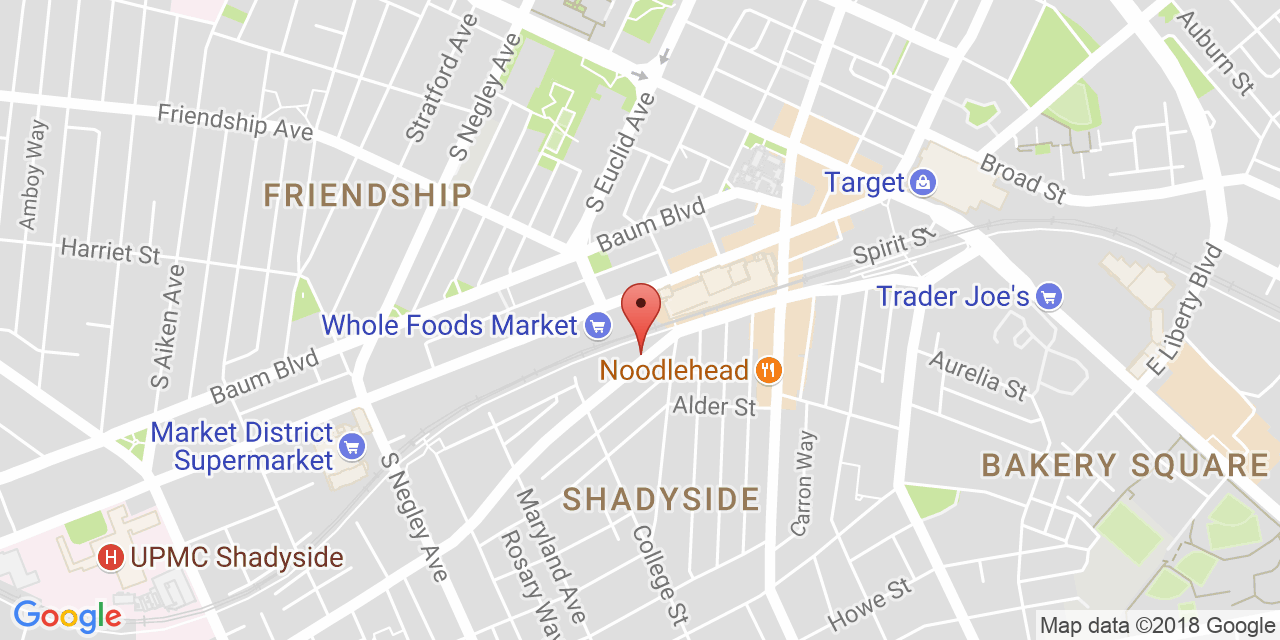 Auburn St
Stratford Ave
S Negley Ave
Friendship Ave
S Euclid Ave
Amboy Way
Broad St
Target
FRIENDSHIP
Baum Blvd
Spirit St
Harriet St
S Aiken Ave
E Liberty Blvd
Trader Joe's
Whole Foods Market
Baum Blvd
Noodlehead
Aurelia St
Alder St
Market District
Supermarket
Carron Way
BAKERY SQUARE
SHADYSIDE
S Negley Ave
Maryland Ave
Rosary Way
College St
H
UPMC Shadyside
Howe St
Google
Map data ©2018 Google